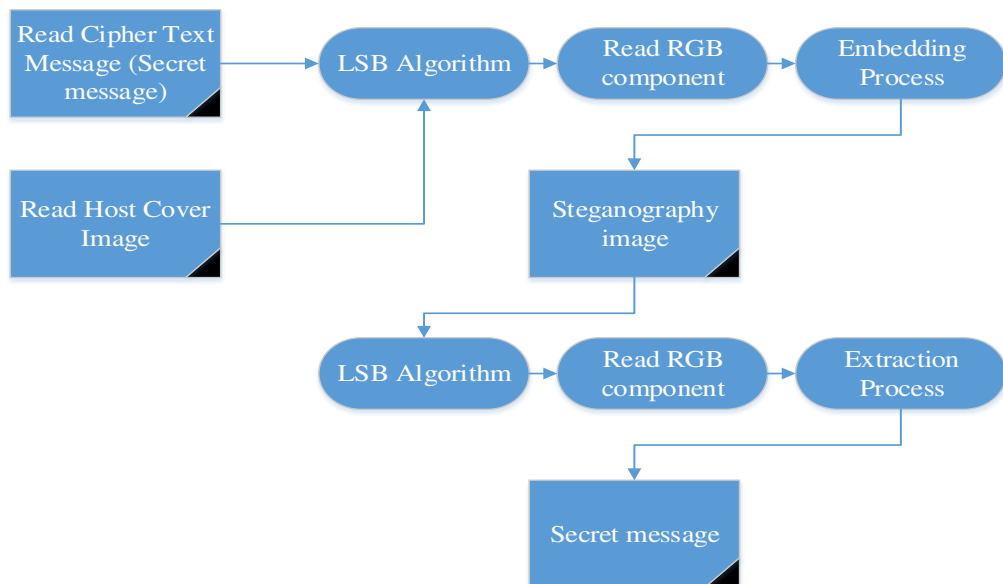 Read Cipher Text
Message (Secret
message)
LSB Algorithm
Read RGB
component
Embedding
Process
Read Host Cover
Image
Steganography
image
LSB Algorithm
Read RGB
component
Extraction
Process
Secret message